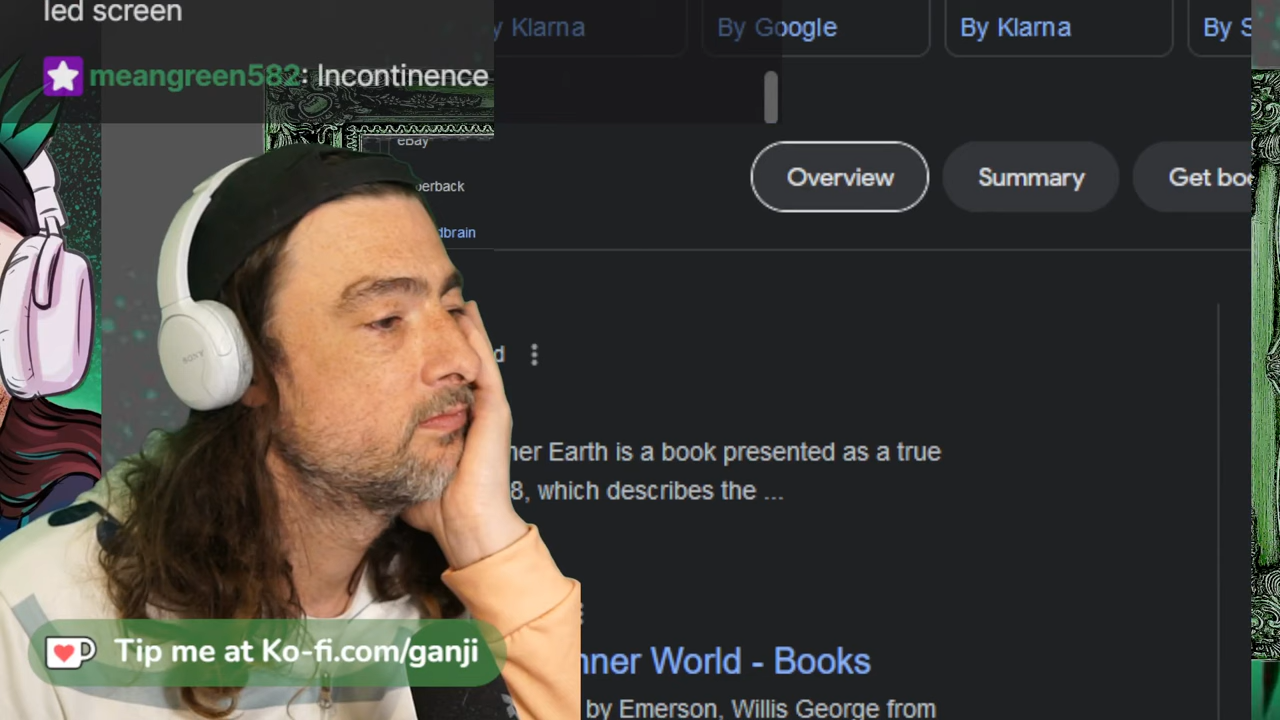 led screen
meangreen582: Incontinence
Klarna
By Google
By Klarna
By S
eBay
erback
dbrain
Overview
Summary
Get boo
SONY
d
ner Earth is a book presented as a true
8, which describes the ...
nner World - Books
by Emerson, Willis George from
Tip me at Ko-fi.com/ganji